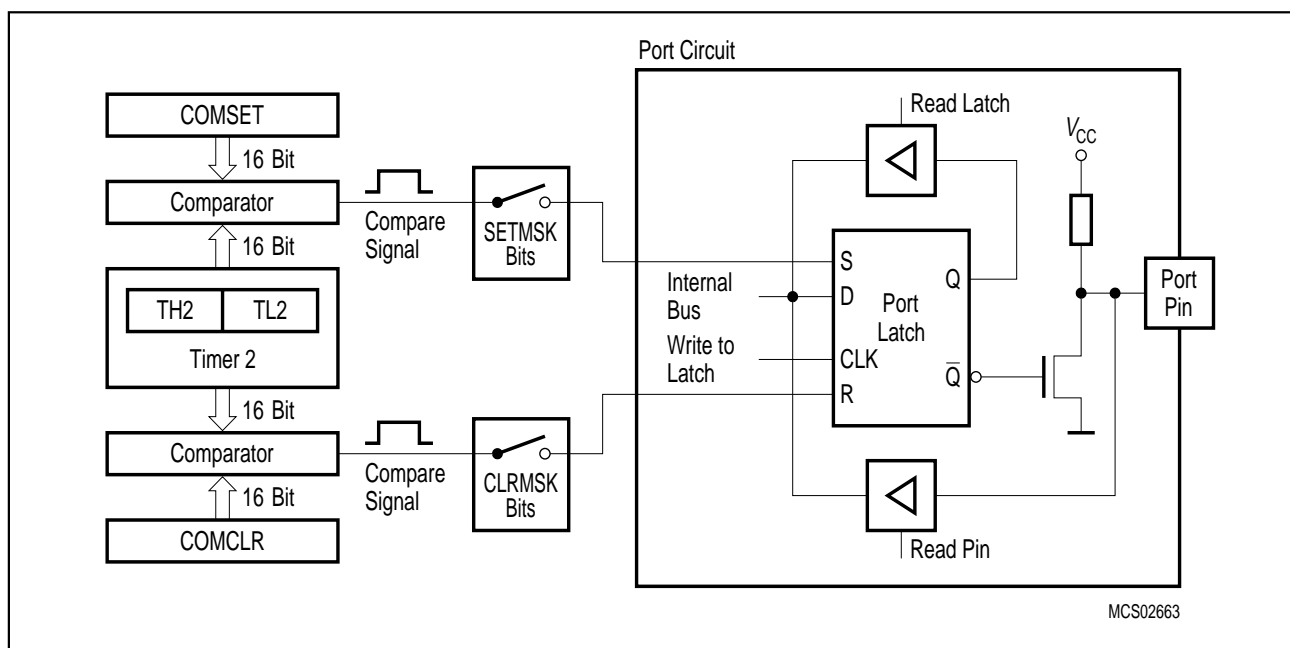 Port Circuit
COMSET
16 Bit
Comparator
16 Bit
TH2
TL2
Timer 2
16 Bit
Comparator
16 Bit
COMCLR
Compare
Signal
SETMSK
Bits
Compare
Signal
CLRMSK
Bits
Read Latch
Internal
Bus
Write to
Latch
S
D
CLK
R
Port
Latch
Q
Q̅
Read Pin
VCC
Port
Pin
MCS02663